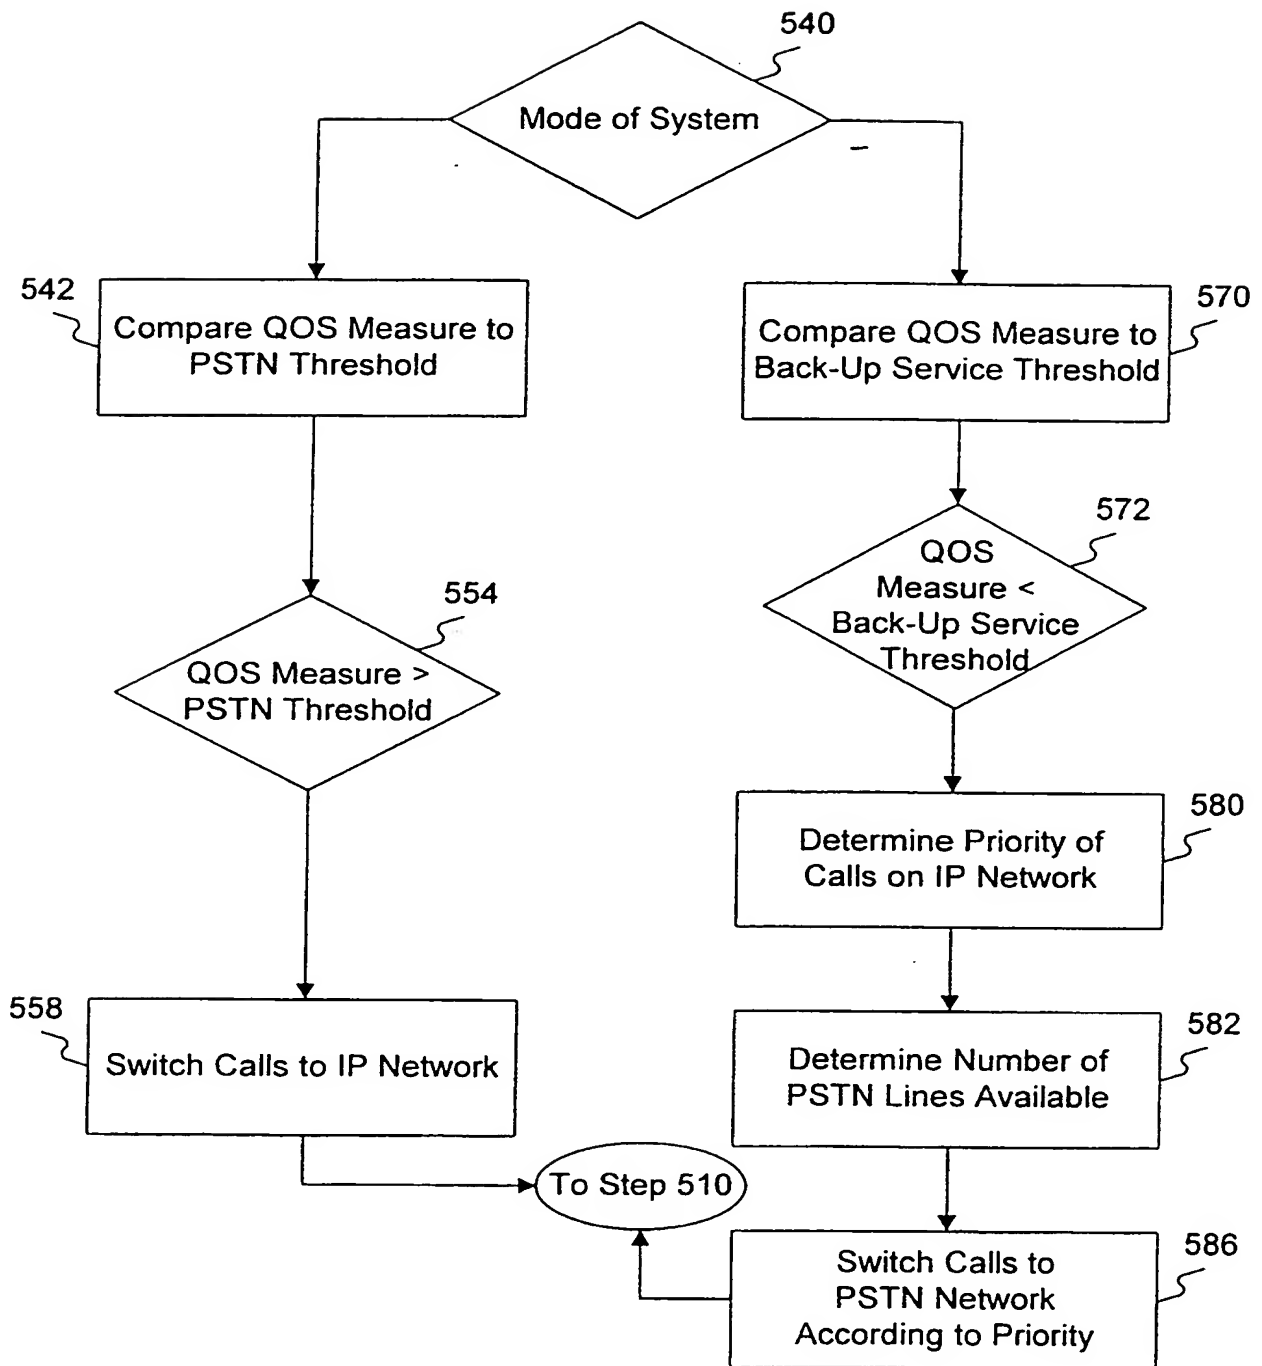 540
Mode of System
542
Compare QOS Measure to
PSTN Threshold
570
Compare QOS Measure to
Back-Up Service Threshold
572
QOS
Measure <
Back-Up Service
Threshold
554
QOS Measure >
PSTN Threshold
580
Determine Priority of
Calls on IP Network
558
Switch Calls to IP Network
582
Determine Number of
PSTN Lines Available
To Step 510
586
Switch Calls to
PSTN Network
According to Priority